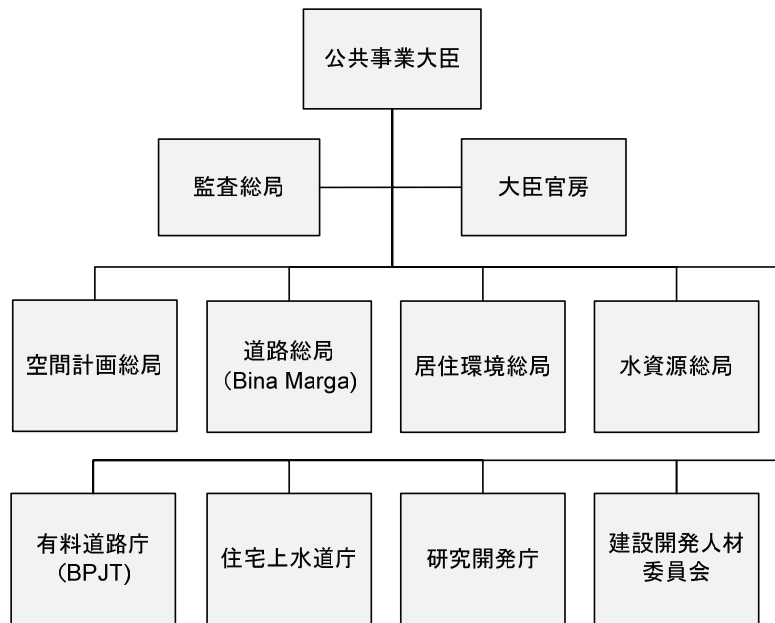 公共事業大臣
監査総局
大臣官房
空間計画総局
道路総局
（Bina Marga)
居住環境総局
水資源総局
有料道路庁
（BPJT)
住宅上水道庁
研究開発庁
建設開発人材
委員会